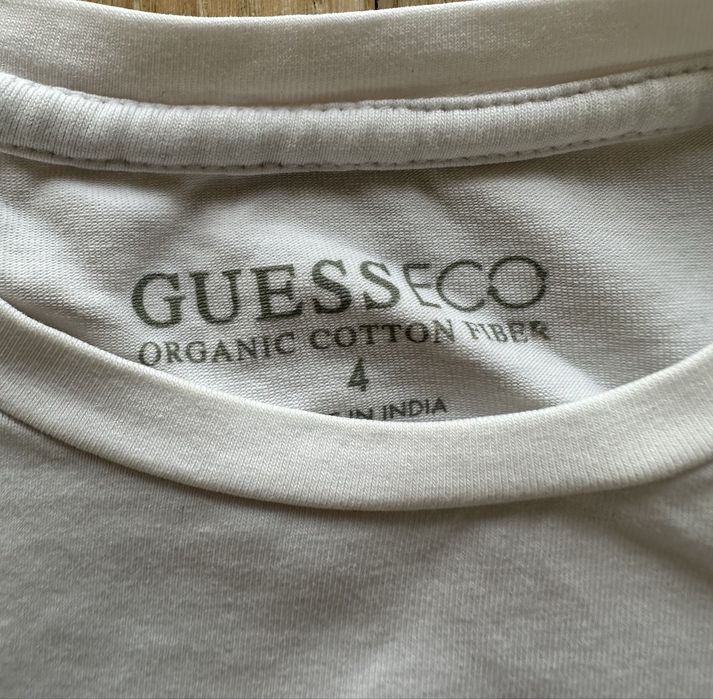 GUESSECO
ORGANIC COTTON FIBER
4
IN INDIA